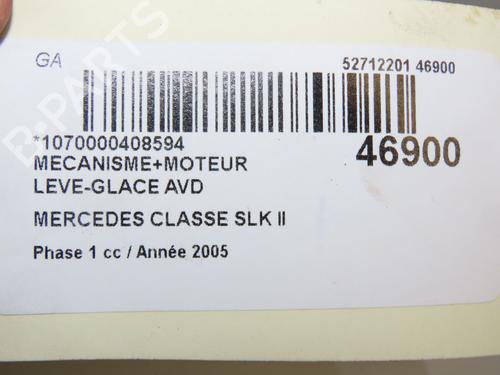 GA
52712201 46900
*1070000408594
46900
MECANISME+MOTEUR
LEVE-GLACE AVD
MERCEDES CLASSE SLK II
Phase 1 cc / Année 2005
B-PARTS